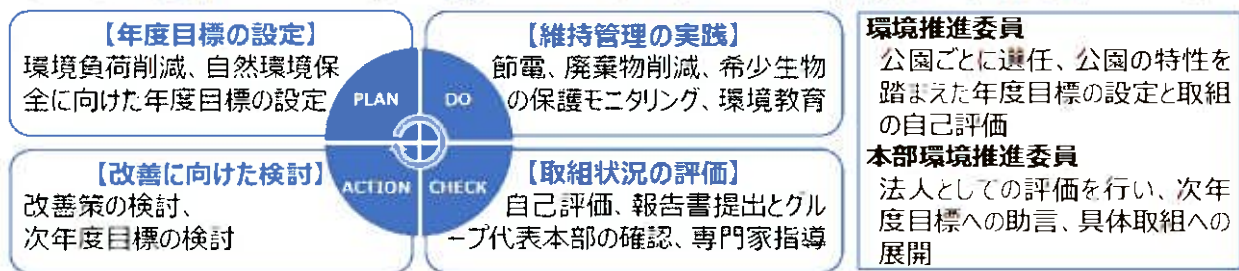 【年度目標の設定】
環境負荷削減、自然環境保
全に向けた年度目標の設定
PLAN
DO
【維持管理の実践】
節電、廃棄物削減、希少生物
の保護モニタリング、環境教育
【改善に向けた検討】
改善策の検討、
次年度目標の検討
ACTION
CHECK
【取組状況の評価】
自己評価、報告書提出とグル
ープ代表本部の確認、専門家指導
環境推進委員
公園ごとに選任、公園の特性を
踏まえた年度目標の設定と取組
の自己評価
本部環境推進委員
法人としての評価を行い、次年
度目標への助言、具体取組への
展開